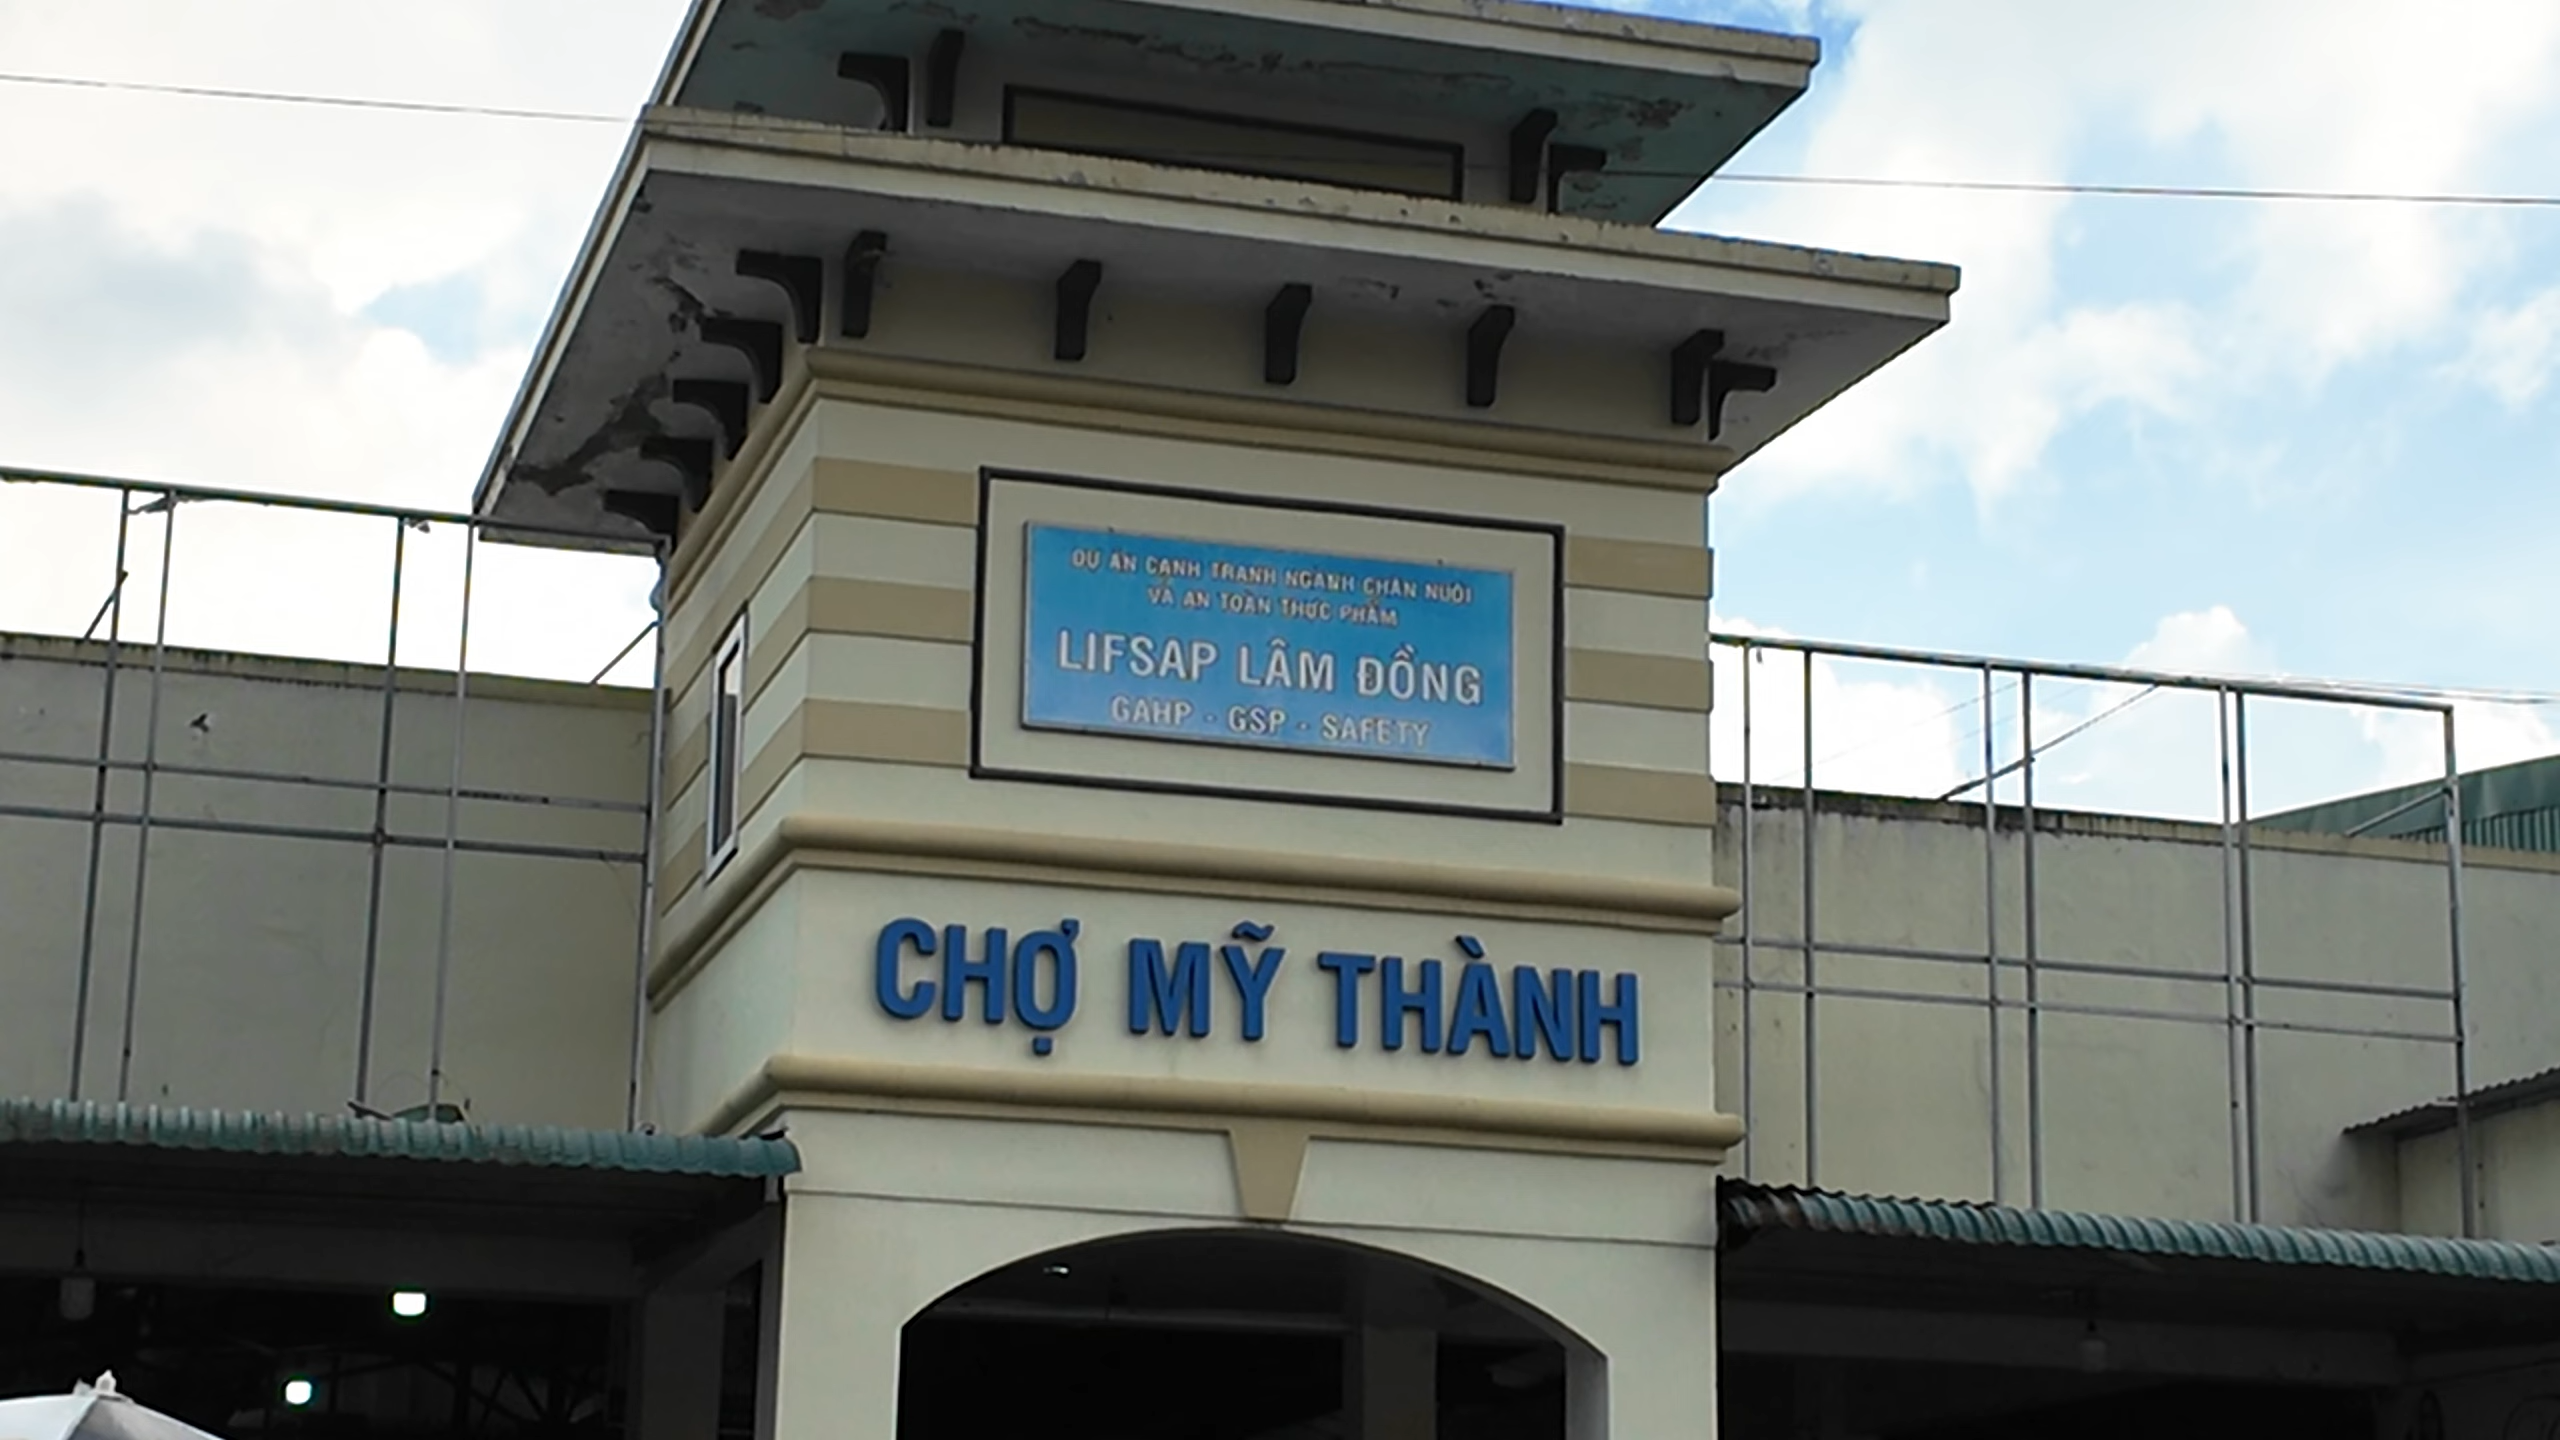 DỰ ÁN CẠNH TRANH NGÀNH CHĂN NUÔI
VÀ AN TOÀN THỰC PHẨM
LIFSAP LÂM ĐỒNG
GAHP - GSP - SAFETY
CHỢ MỸ THÀNH